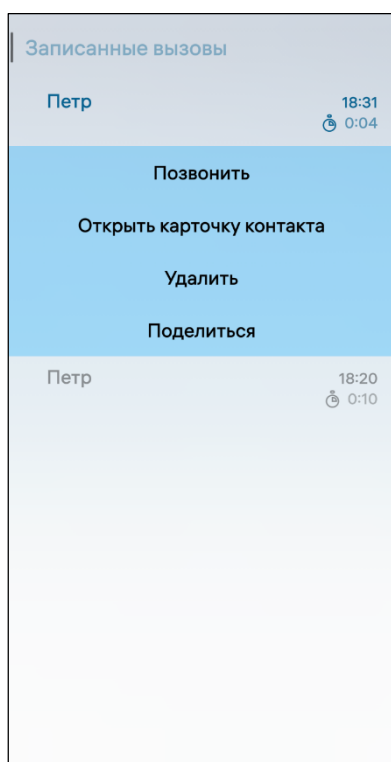 Записанные вызовы
Петр 18:31
0:04
Позвонить
Открыть карточку контакта
Удалить
Поделиться
Петр 18:20
0:10